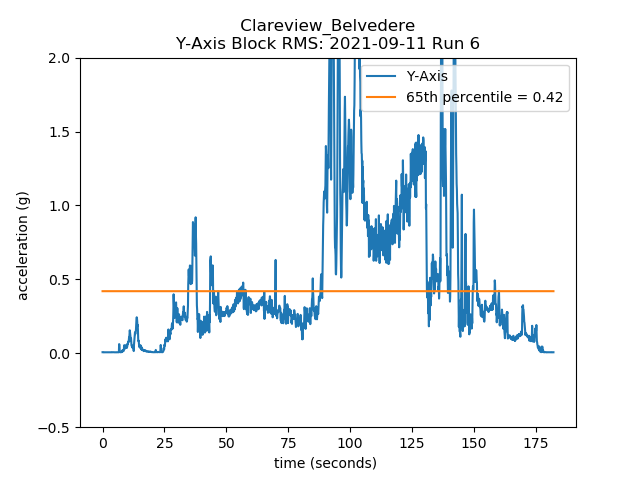 Clareview_Belvedere
Y-Axis Block RMS: 2021-09-11 Run 6
2.0
Y-Axis
65th percentile = 0.42
1.5
1.0
0.5
0.0
−0.5
acceleration (g)
0 25 50 75 100 125 150 175
time (seconds)